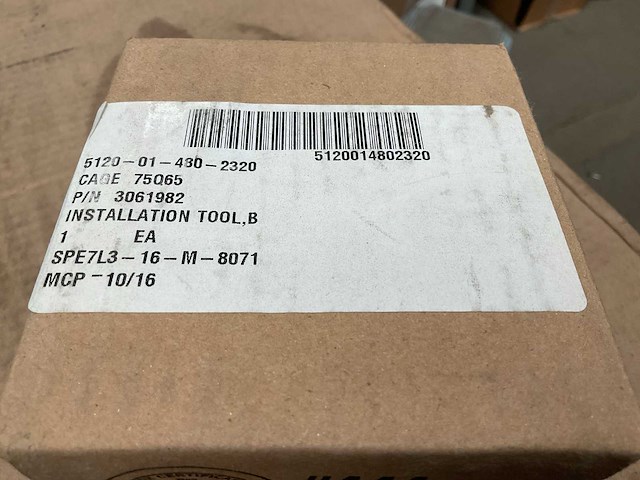 5120014802320
5120-01-480-2320
CAGE 75Q65
P/N 3061982
INSTALLATION TOOL,B
1 EA
SPE7L3-16-M-8071
MCP-10/16